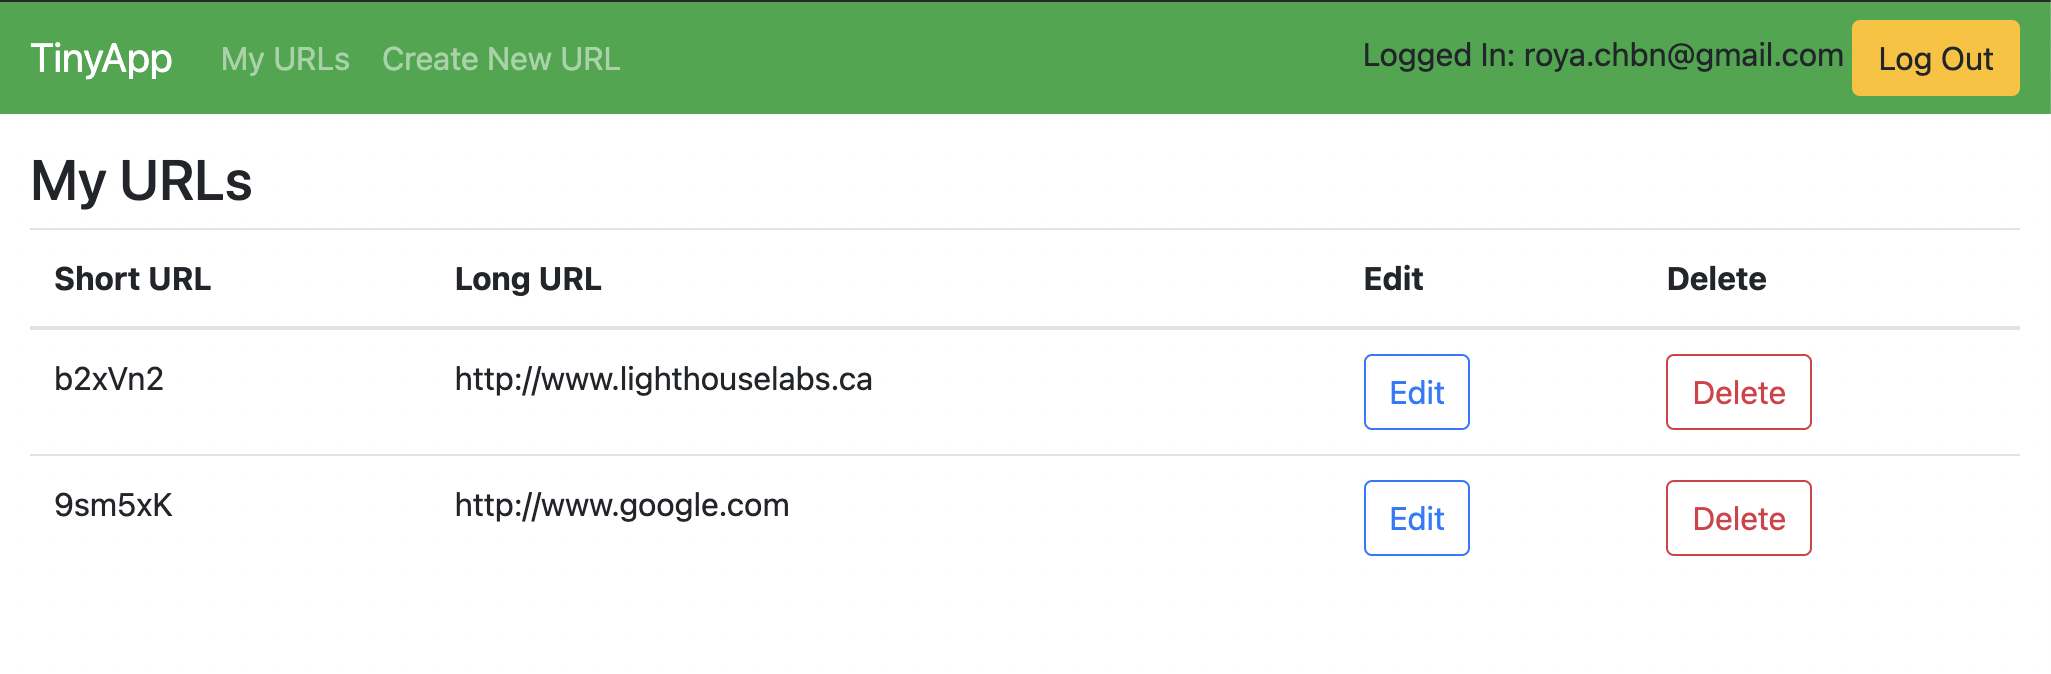 TinyApp My URLs Create New URL Logged In: roya.chbn@gmail.com Log Out
My URLs
Short URL Long URL Edit Delete
b2xVn2 http://www.lighthouselabs.ca Edit Delete
9sm5xK http://www.google.com Edit Delete